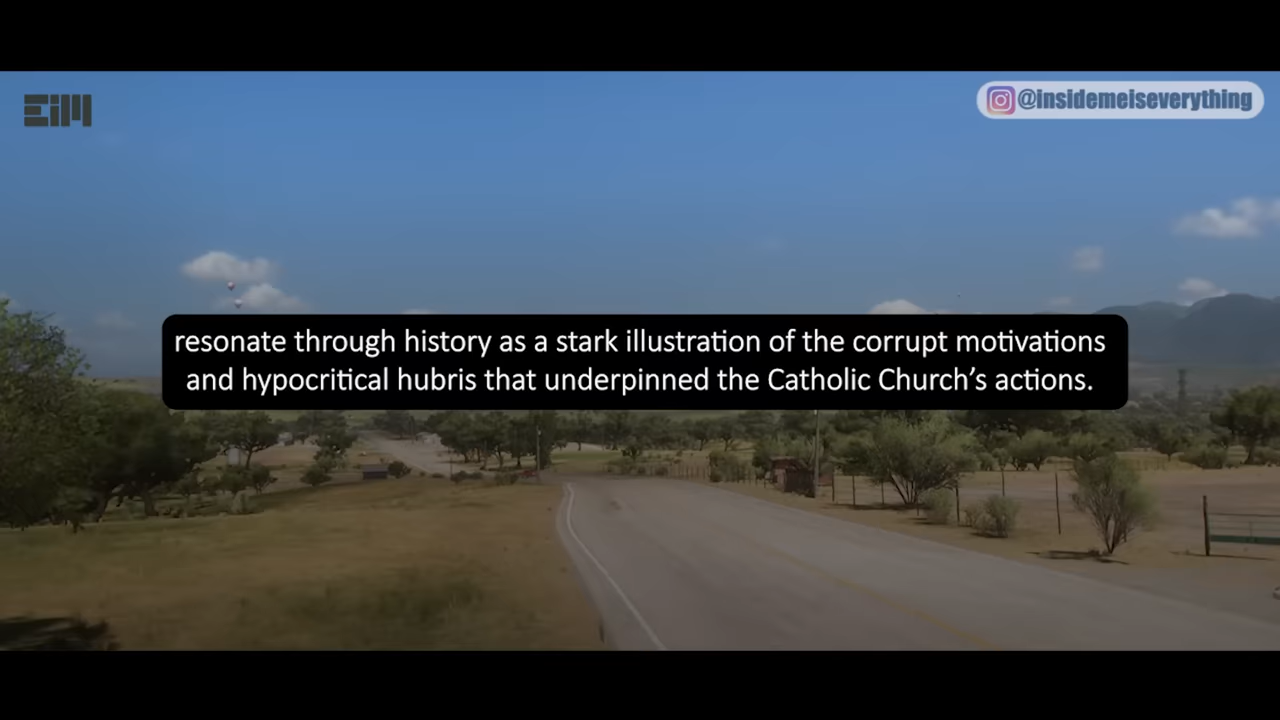 EiM
@insidemeiseverything
resonate through history as a stark illustration of the corrupt motivations
and hypocritical hubris that underpinned the Catholic Church's actions.